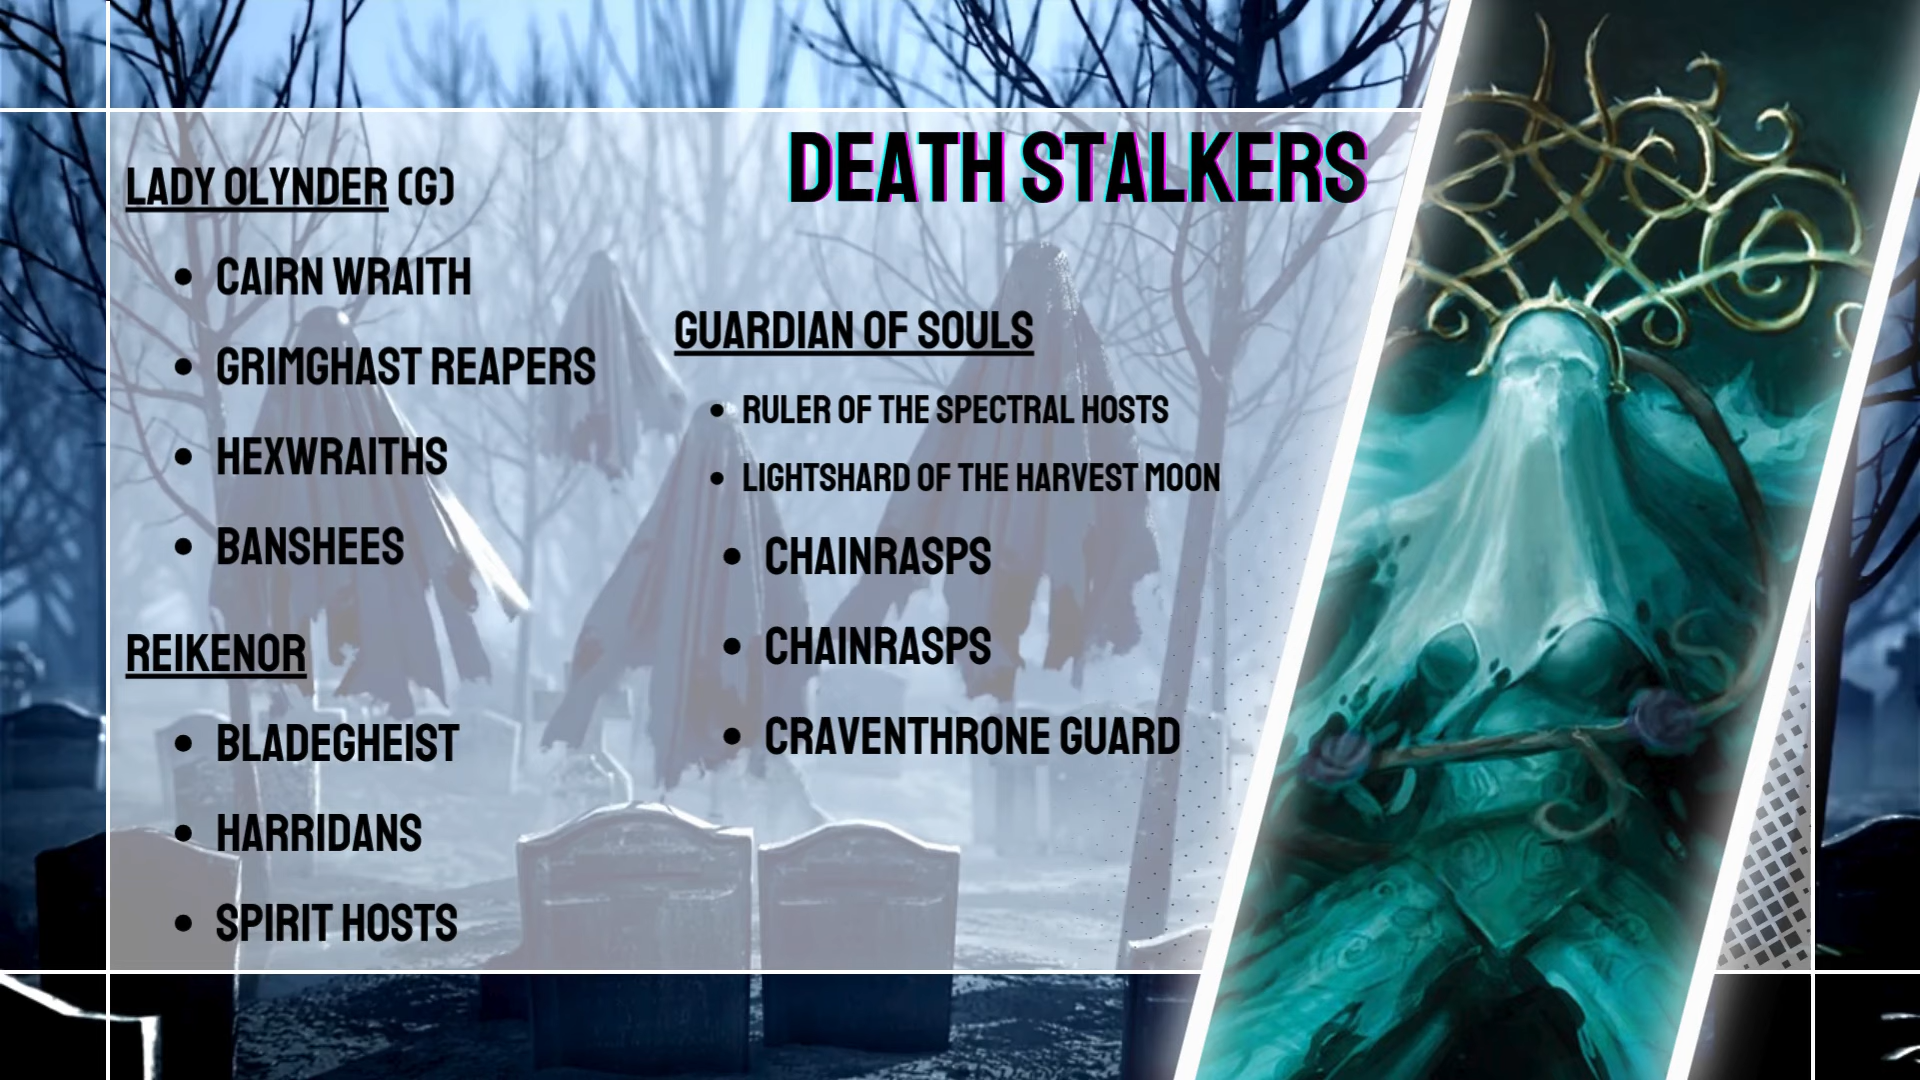 DEATH STALKERS
LADY OLYNDER (G)
CAIRN WRAITH
GRIMGHAST REAPERS
HEXWRAITHS
BANSHEES
REIKENOR
BLADEGHEIST
HARRIDANS
SPIRIT HOSTS
GUARDIAN OF SOULS
RULER OF THE SPECTRAL HOSTS
LIGHTSHARD OF THE HARVEST MOON
CHAINRASPS
CHAINRASPS
CRAVENTHRONE GUARD